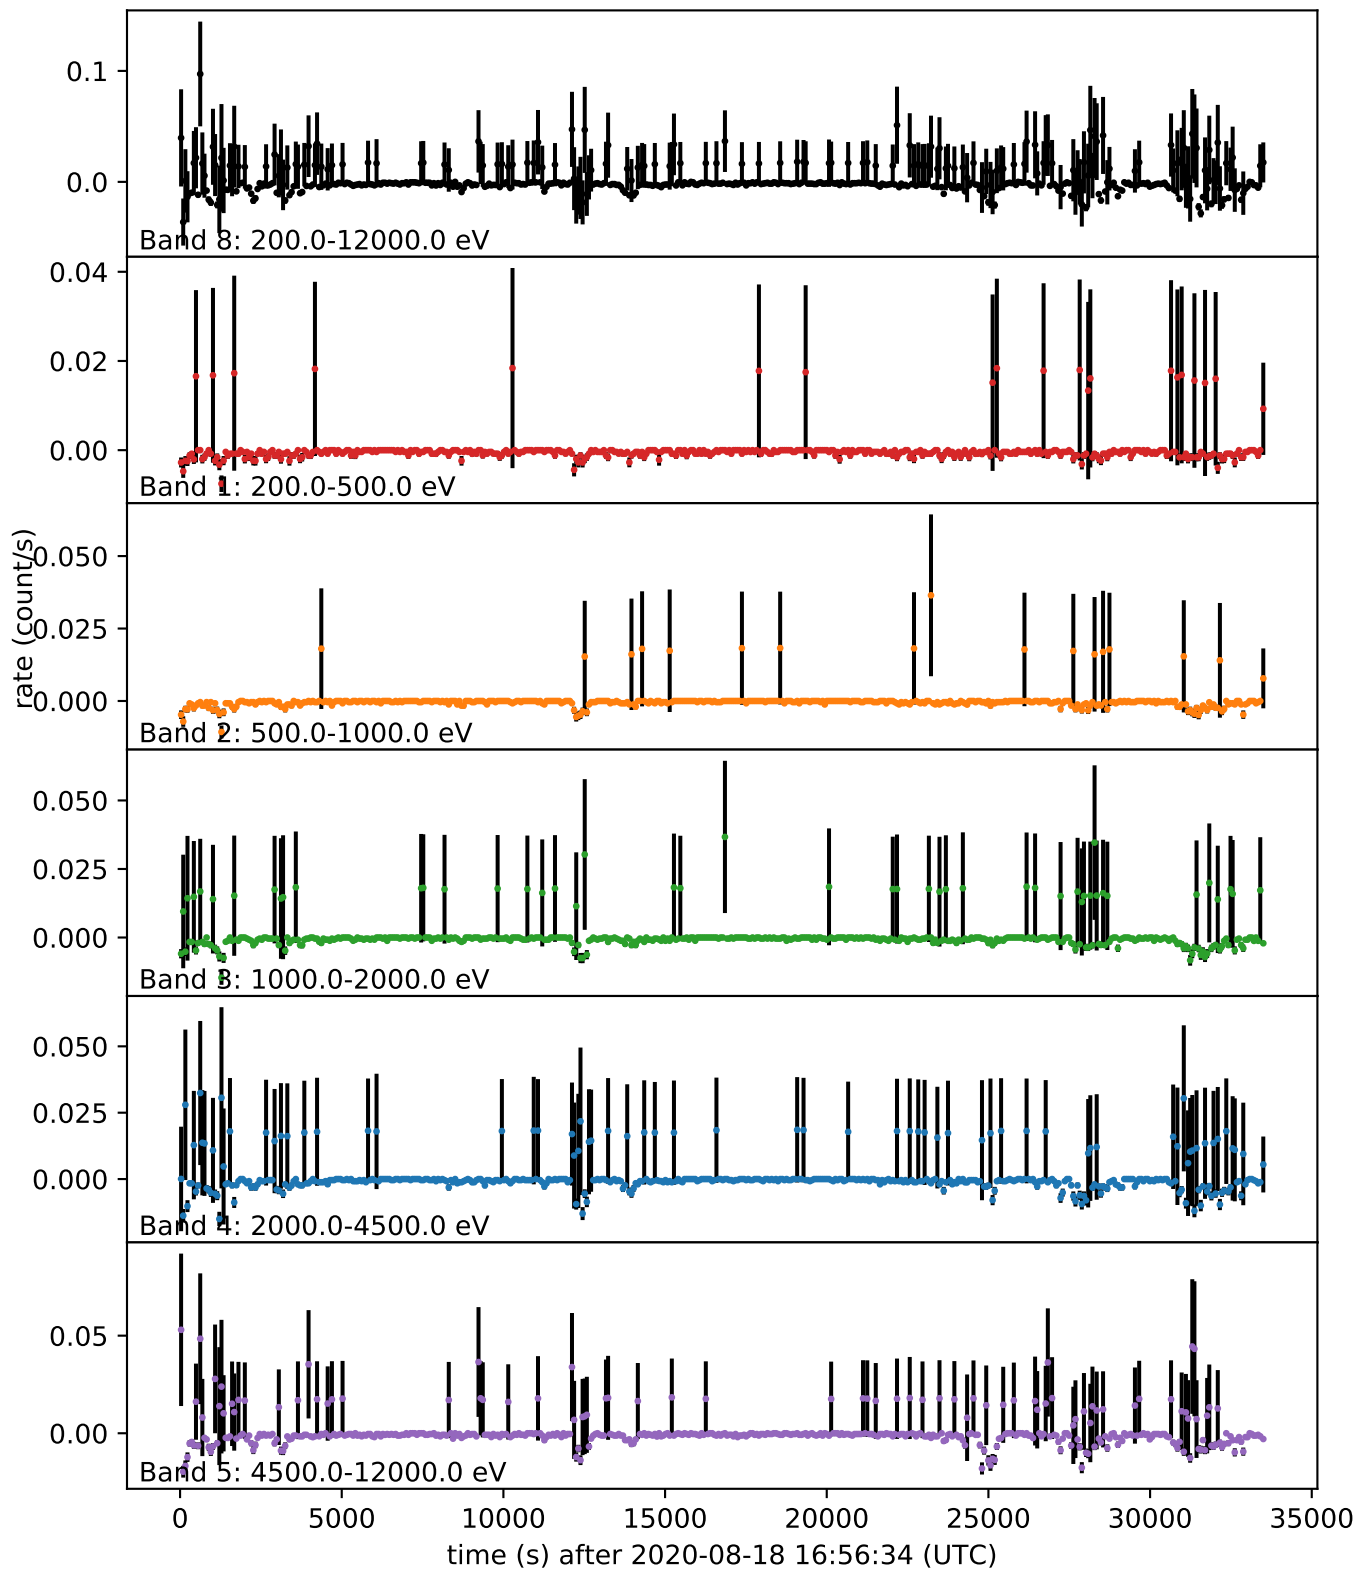 0.1
0.0
Band 8: 200.0-12000.0 eV
0.04
0.02
0.00
Band 1: 200.0-500.0 eV
rate (count/s)
0.050
0.025
0.000
Band 2: 500.0-1000.0 eV
0.050
0.025
0.000
Band 3: 1000.0-2000.0 eV
0.050
0.025
0.000
Band 4: 2000.0-4500.0 eV
0.05
0.00
Band 5: 4500.0-12000.0 eV
0 5000 10000 15000 20000 25000 30000 35000
time (s) after 2020-08-18 16:56:34 (UTC)